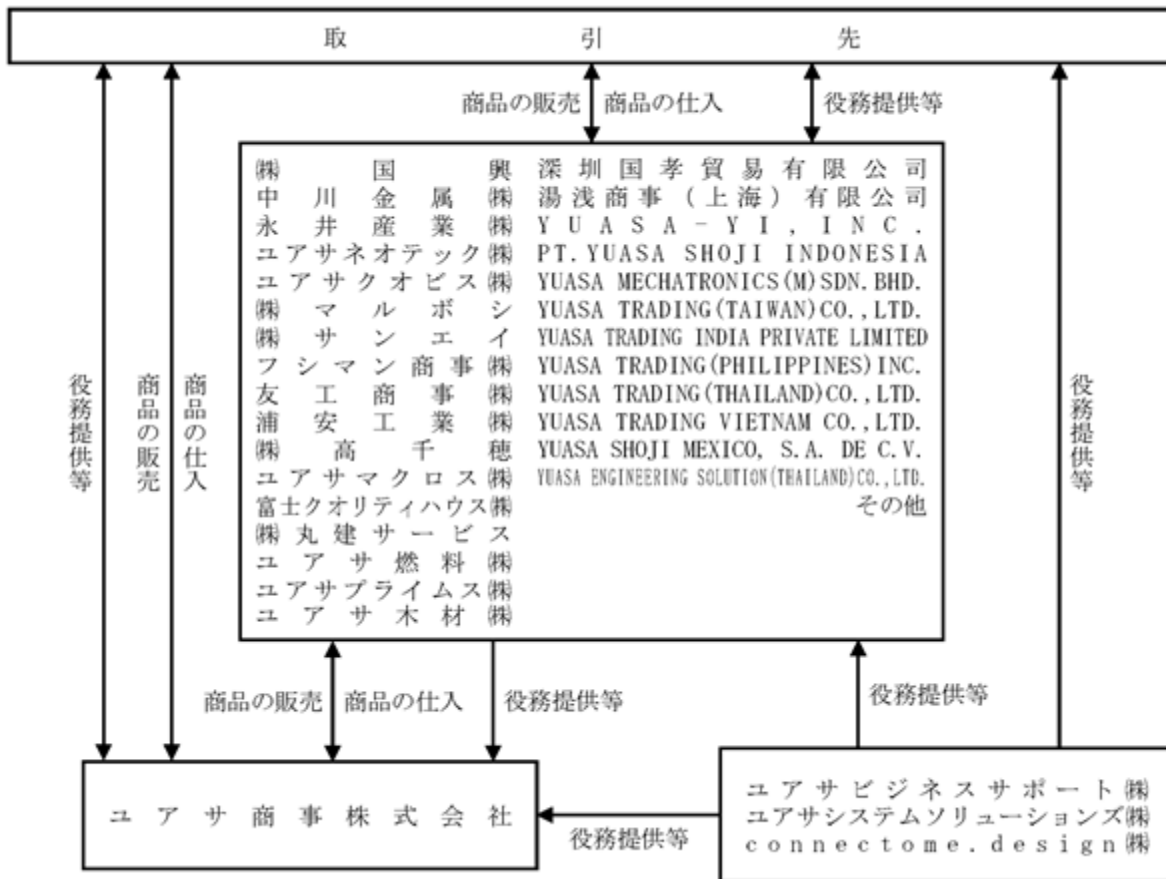 取引先
商品の販売 商品の仕入 役務提供等
㈱国興 深圳国孝貿易有限公司
中川金属㈱ 湯浅商事(上海)有限公司
永井産業㈱ YUASA-YI,INC.
ユアサネオテック㈱ PT.YUASA SHOJI INDONESIA
ユアサクオビス㈱ YUASA MECHATRONICS(M)SDN.BHD.
㈱マルボシ YUASA TRADING(TAIWAN)CO.,LTD.
㈱サンエイ YUASA TRADING INDIA PRIVATE LIMITED
フシマン商事㈱ YUASA TRADING(PHILIPPINES)INC.
友工商事㈱ YUASA TRADING(THAILAND)CO.,LTD.
浦安工業㈱ YUASA TRADING VIETNAM CO.,LTD.
㈱高千穂 YUASA SHOJI MEXICO, S.A. DE C.V.
ユアサマクロス㈱ YUASA ENGINEERING SOLUTION(THAILAND)CO.,LTD.
富士クオリティハウス㈱ その他
㈱丸建サービス
ユアサ燃料㈱
ユアサプライムス㈱
ユアサ木材㈱
役務提供等
商品の販売
商品の仕入
役務提供等
商品の販売 商品の仕入 役務提供等
役務提供等
ユアサ商事株式会社
役務提供等
ユアサビジネスサポート㈱
ユアサシステムソリューションズ㈱
connectome.design㈱